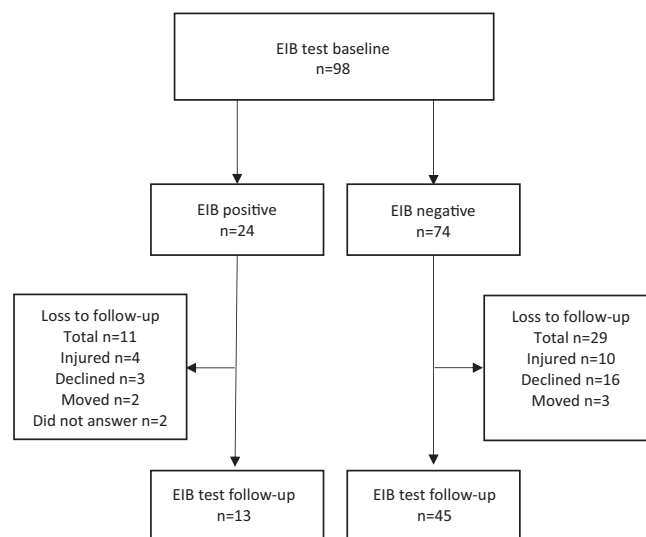 EIB test baseline
n=98
EIB positive
n=24
EIB negative
n=74
Loss to follow-up
Total n=11
Injured n=4
Declined n=3
Moved n=2
Did not answer n=2
Loss to follow-up
Total n=29
Injured n=10
Declined n=16
Moved n=3
EIB test follow-up
n=13
EIB test follow-up
n=45